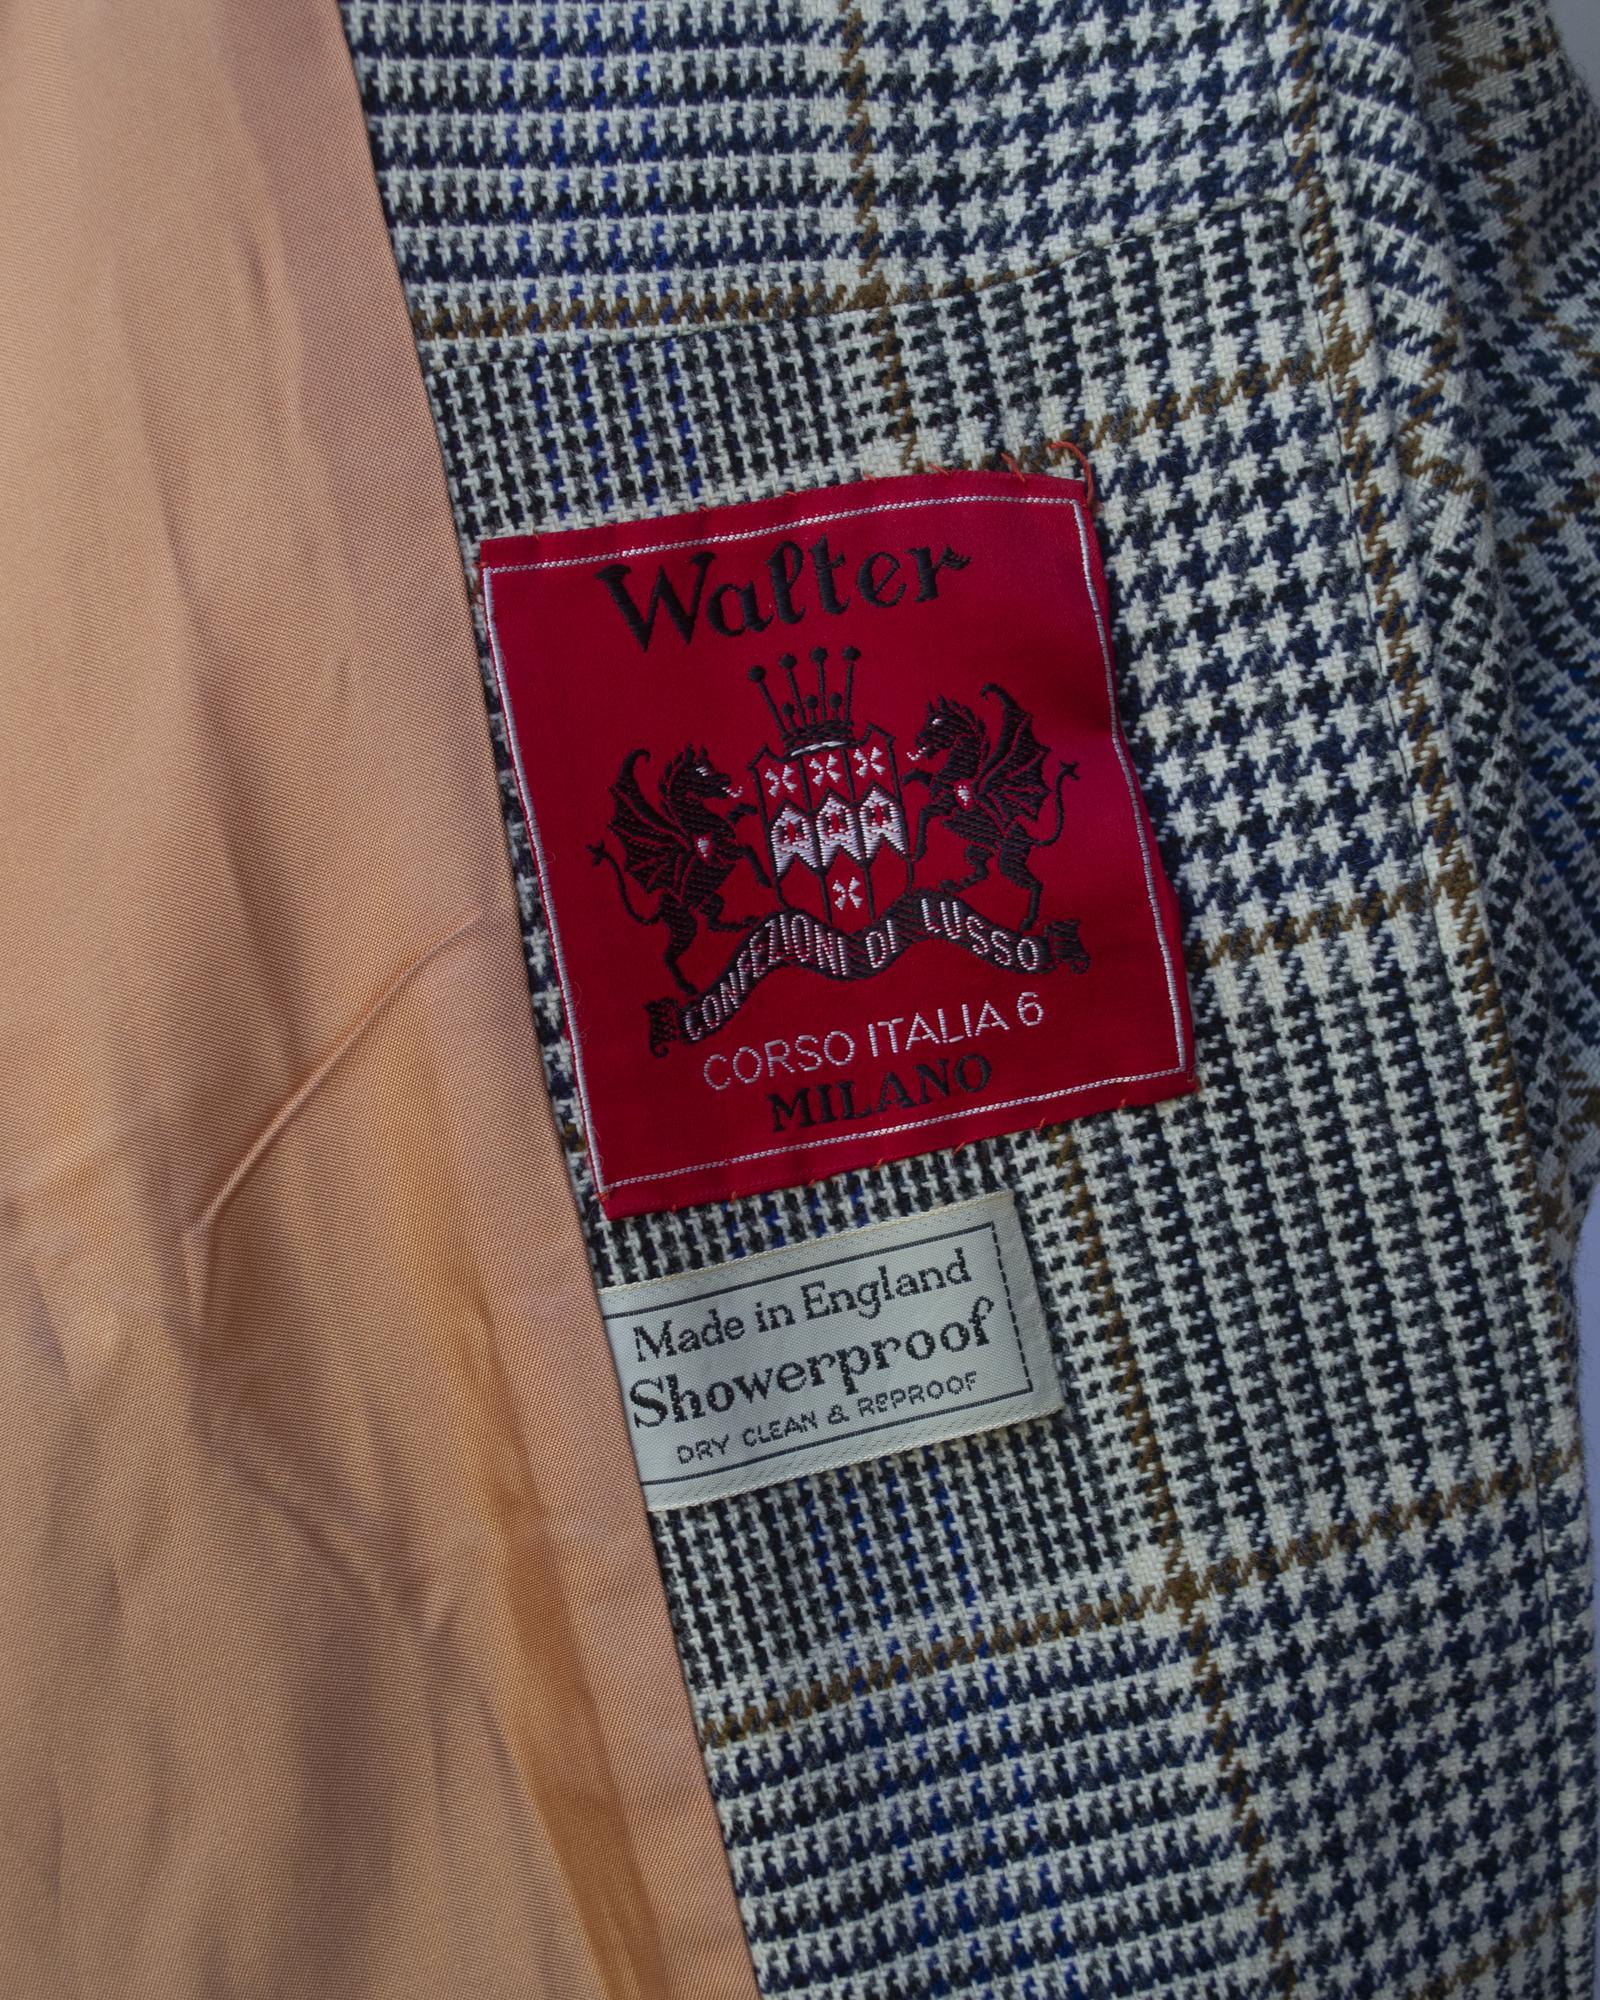 Walter
CONFEZIONI DI LUSSO
CORSO ITALIA 6
MILANO
Made in England
Showerproof
DRY CLEAN & REPROOF